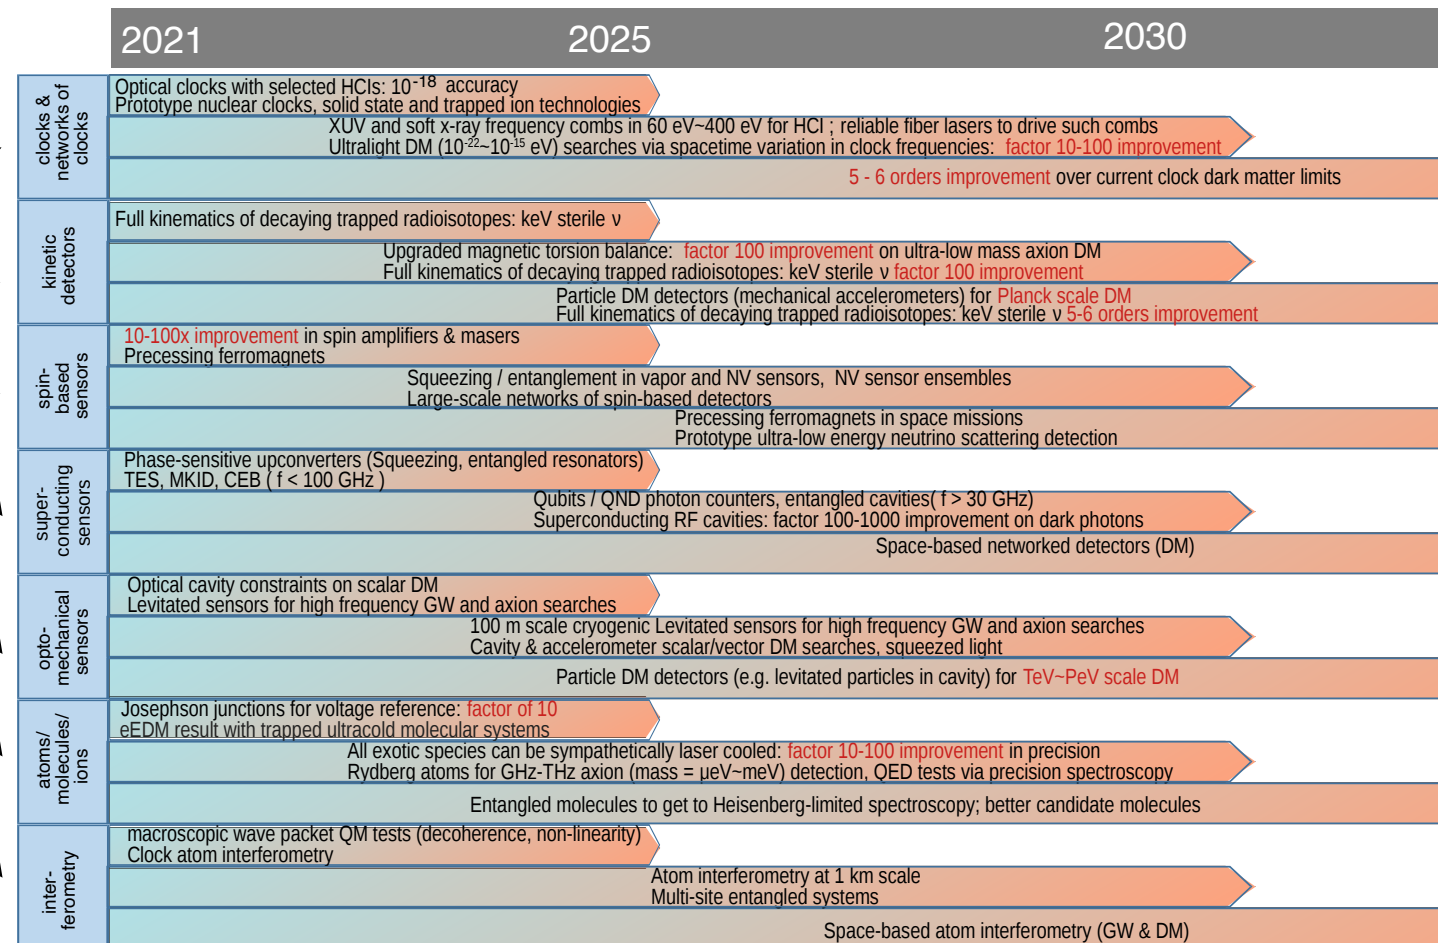 2021 2025 2030
clocks &
networks of
clocks
Optical clocks with selected HCIs: 10-18 accuracy
Prototype nuclear clocks, solid state and trapped ion technologies
XUV and soft x-ray frequency combs in 60 eV~400 eV for HCI ; reliable fiber lasers to drive such combs
Ultralight DM (10-22~10-15 eV) searches via spacetime variation in clock frequencies: factor 10-100 improvement
5 - 6 orders improvement over current clock dark matter limits
kinetic
detectors
Full kinematics of decaying trapped radioisotopes: keV sterile ν
Upgraded magnetic torsion balance: factor 100 improvement on ultra-low mass axion DM
Full kinematics of decaying trapped radioisotopes: keV sterile ν factor 100 improvement
Particle DM detectors (mechanical accelerometers) for Planck scale DM
Full kinematics of decaying trapped radioisotopes: keV sterile ν 5-6 orders improvement
spin-
based
sensors
10-100x improvement in spin amplifiers & masers
Precessing ferromagnets
Squeezing / entanglement in vapor and NV sensors, NV sensor ensembles
Large-scale networks of spin-based detectors
Precessing ferromagnets in space missions
Prototype ultra-low energy neutrino scattering detection
super-
conducting
sensors
Phase-sensitive upconverters (Squeezing, entangled resonators)
TES, MKID, CEB ( f < 100 GHz )
Qubits / QND photon counters, entangled cavities( f > 30 GHz)
Superconducting RF cavities: factor 100-1000 improvement on dark photons
Space-based networked detectors (DM)
opto-
mechanical
sensors
Optical cavity constraints on scalar DM
Levitated sensors for high frequency GW and axion searches
100 m scale cryogenic Levitated sensors for high frequency GW and axion searches
Cavity & accelerometer scalar/vector DM searches, squeezed light
Particle DM detectors (e.g. levitated particles in cavity) for TeV~PeV scale DM
atoms/
molecules/
ions
Josephson junctions for voltage reference: factor of 10
eEDM result with trapped ultracold molecular systems
All exotic species can be sympathetically laser cooled: factor 10-100 improvement in precision
Rydberg atoms for GHz-THz axion (mass = μeV~meV) detection, QED tests via precision spectroscopy
Entangled molecules to get to Heisenberg-limited spectroscopy; better candidate molecules
inter-
ferometry
macroscopic wave packet QM tests (decoherence, non-linearity)
Clock atom interferometry
Atom interferometry at 1 km scale
Multi-site entangled systems
Space-based atom interferometry (GW & DM)